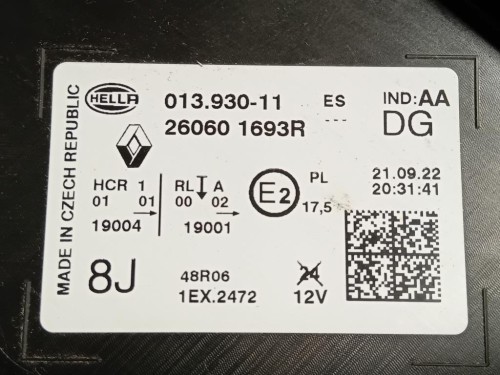 MADE IN CZECH REPUBLIC
HELLA 013.930-11 ES IND:AA
26060 1693R --- DG
HCR 1 RL A E2 PL 21.09.22
01 01 00 02 17,5 20:31:41
19004 19001
8J 48R06 24
1EX.2472 12V